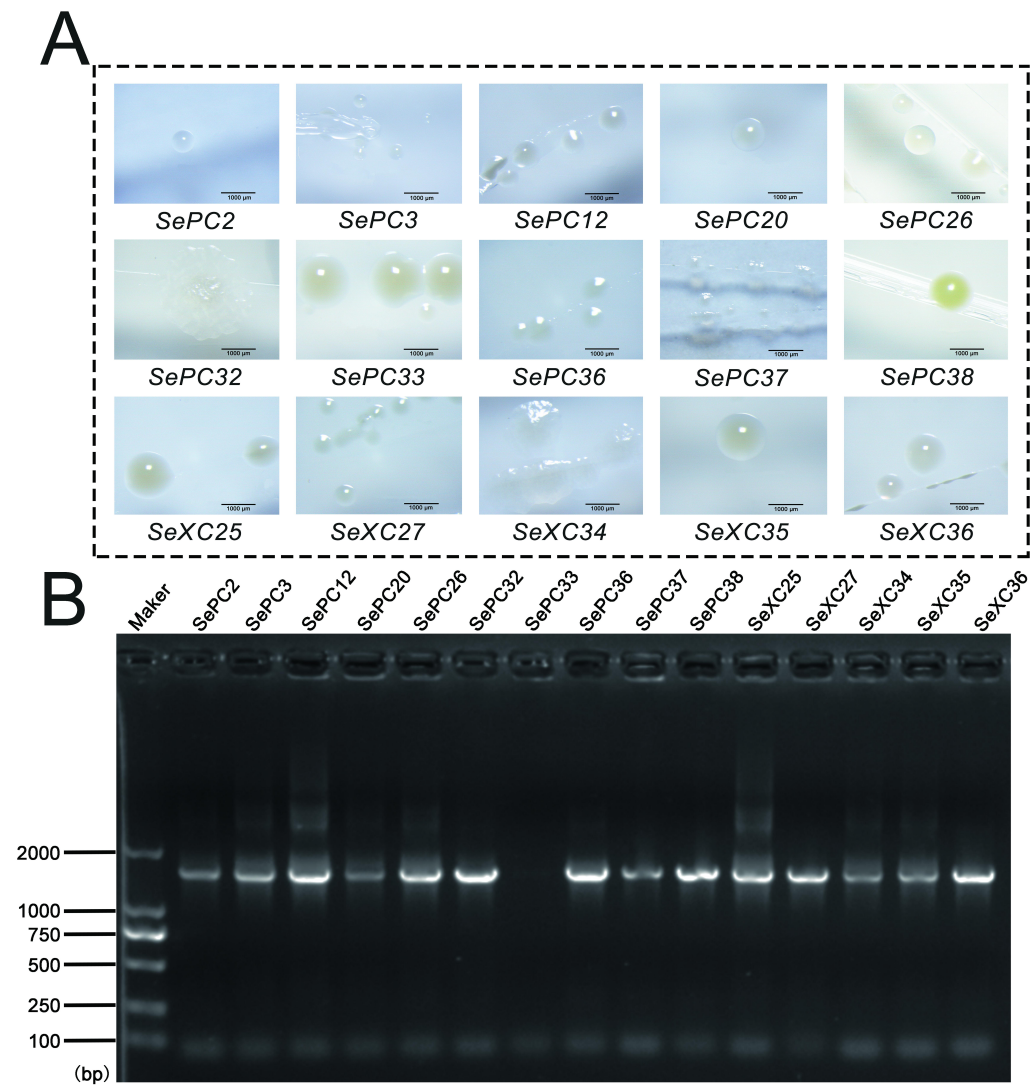 A
1000 µm 1000 µm 1000 µm 1000 µm 1000 µm
SePC2 SePC3 SePC12 SePC20 SePC26
1000 µm 1000 µm 1000 µm 1000 µm 1000 µm
SePC32 SePC33 SePC36 SePC37 SePC38
1000 µm 1000 µm 1000 µm 1000 µm 1000 µm
SeXC25 SeXC27 SeXC34 SeXC35 SeXC36
B
Maker SePC2 SePC3 SePC12 SePC20 SePC26 SePC32 SePC33 SePC36 SePC37 SePC38 SeXC25 SeXC27 SeXC34 SeXC35 SeXC36
2000
1000
750
500
250
100
(bp)